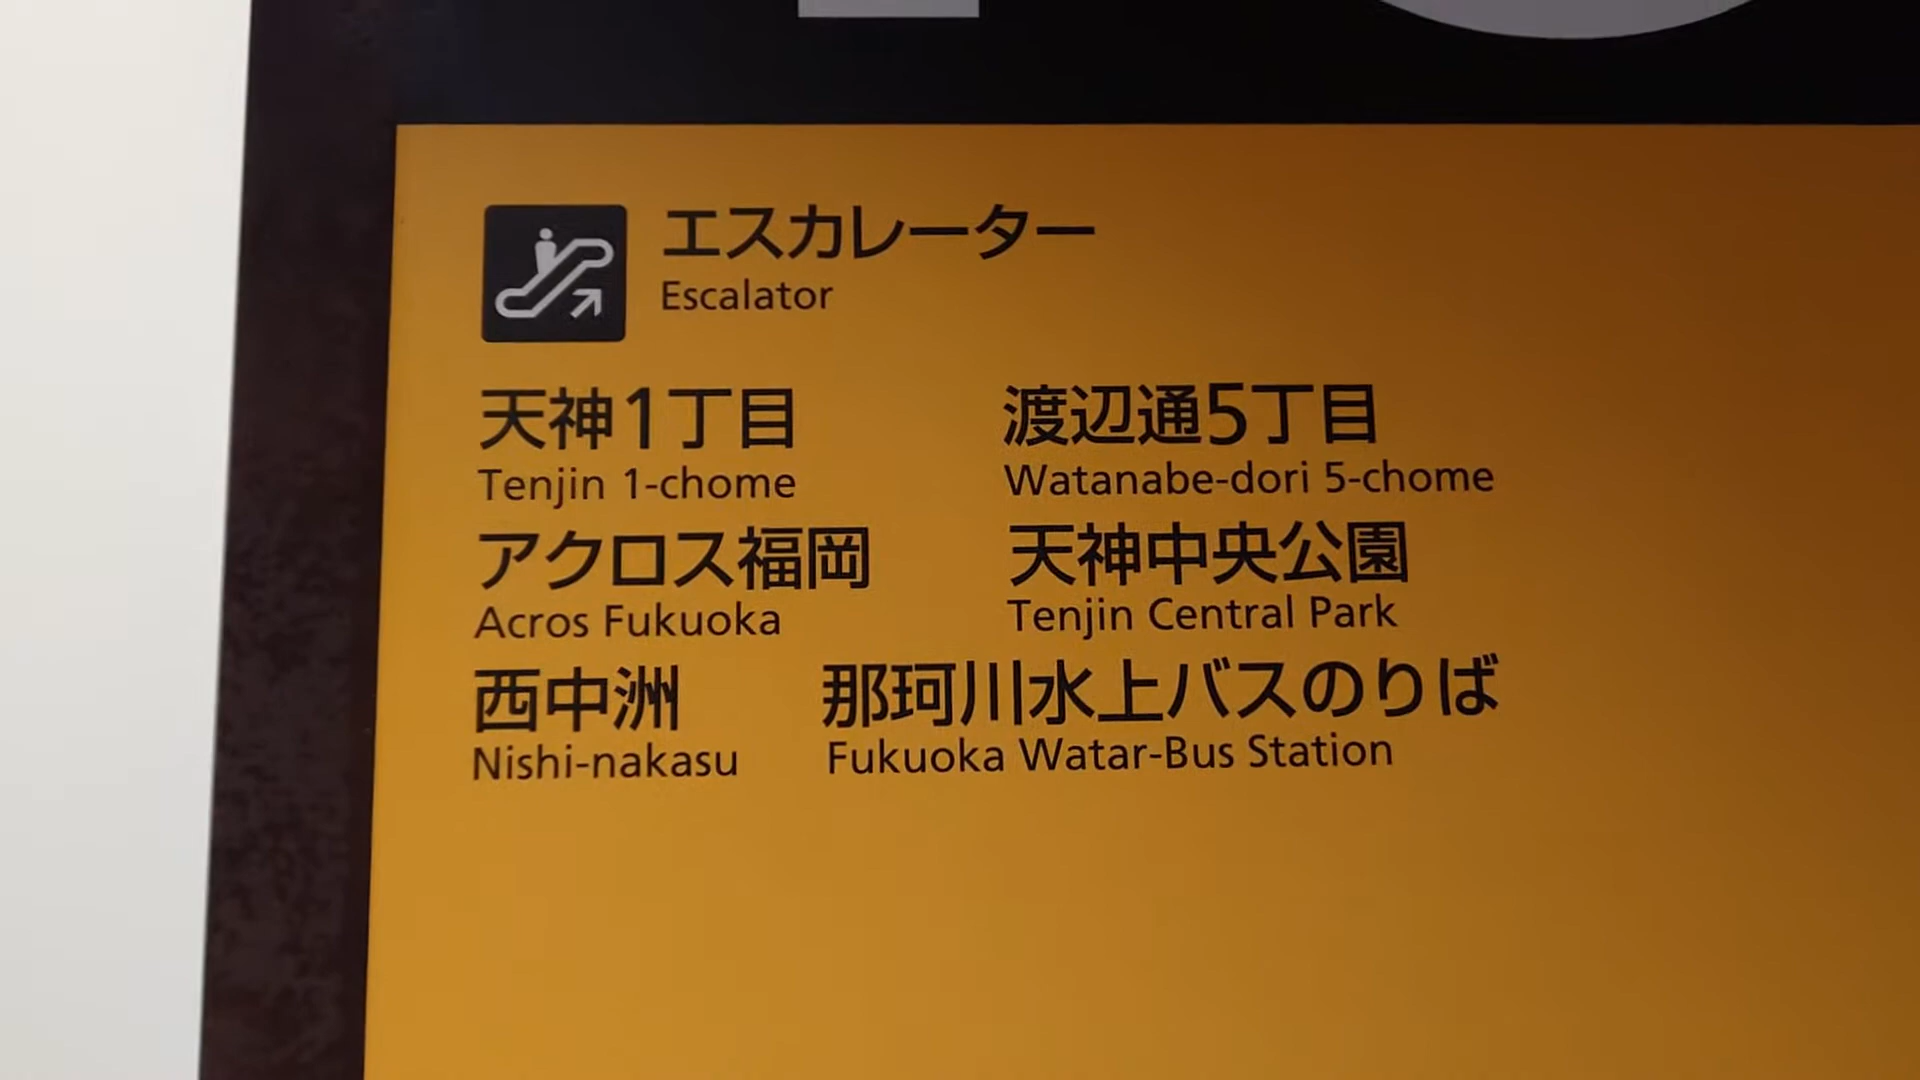 エスカレーター
Escalator
天神1丁目 渡辺通5丁目
Tenjin 1-chome Watanabe-dori 5-chome
アクロス福岡 天神中央公園
Acros Fukuoka Tenjin Central Park
西中洲 那珂川水上バスのりば
Nishi-nakasu Fukuoka Watar-Bus Station